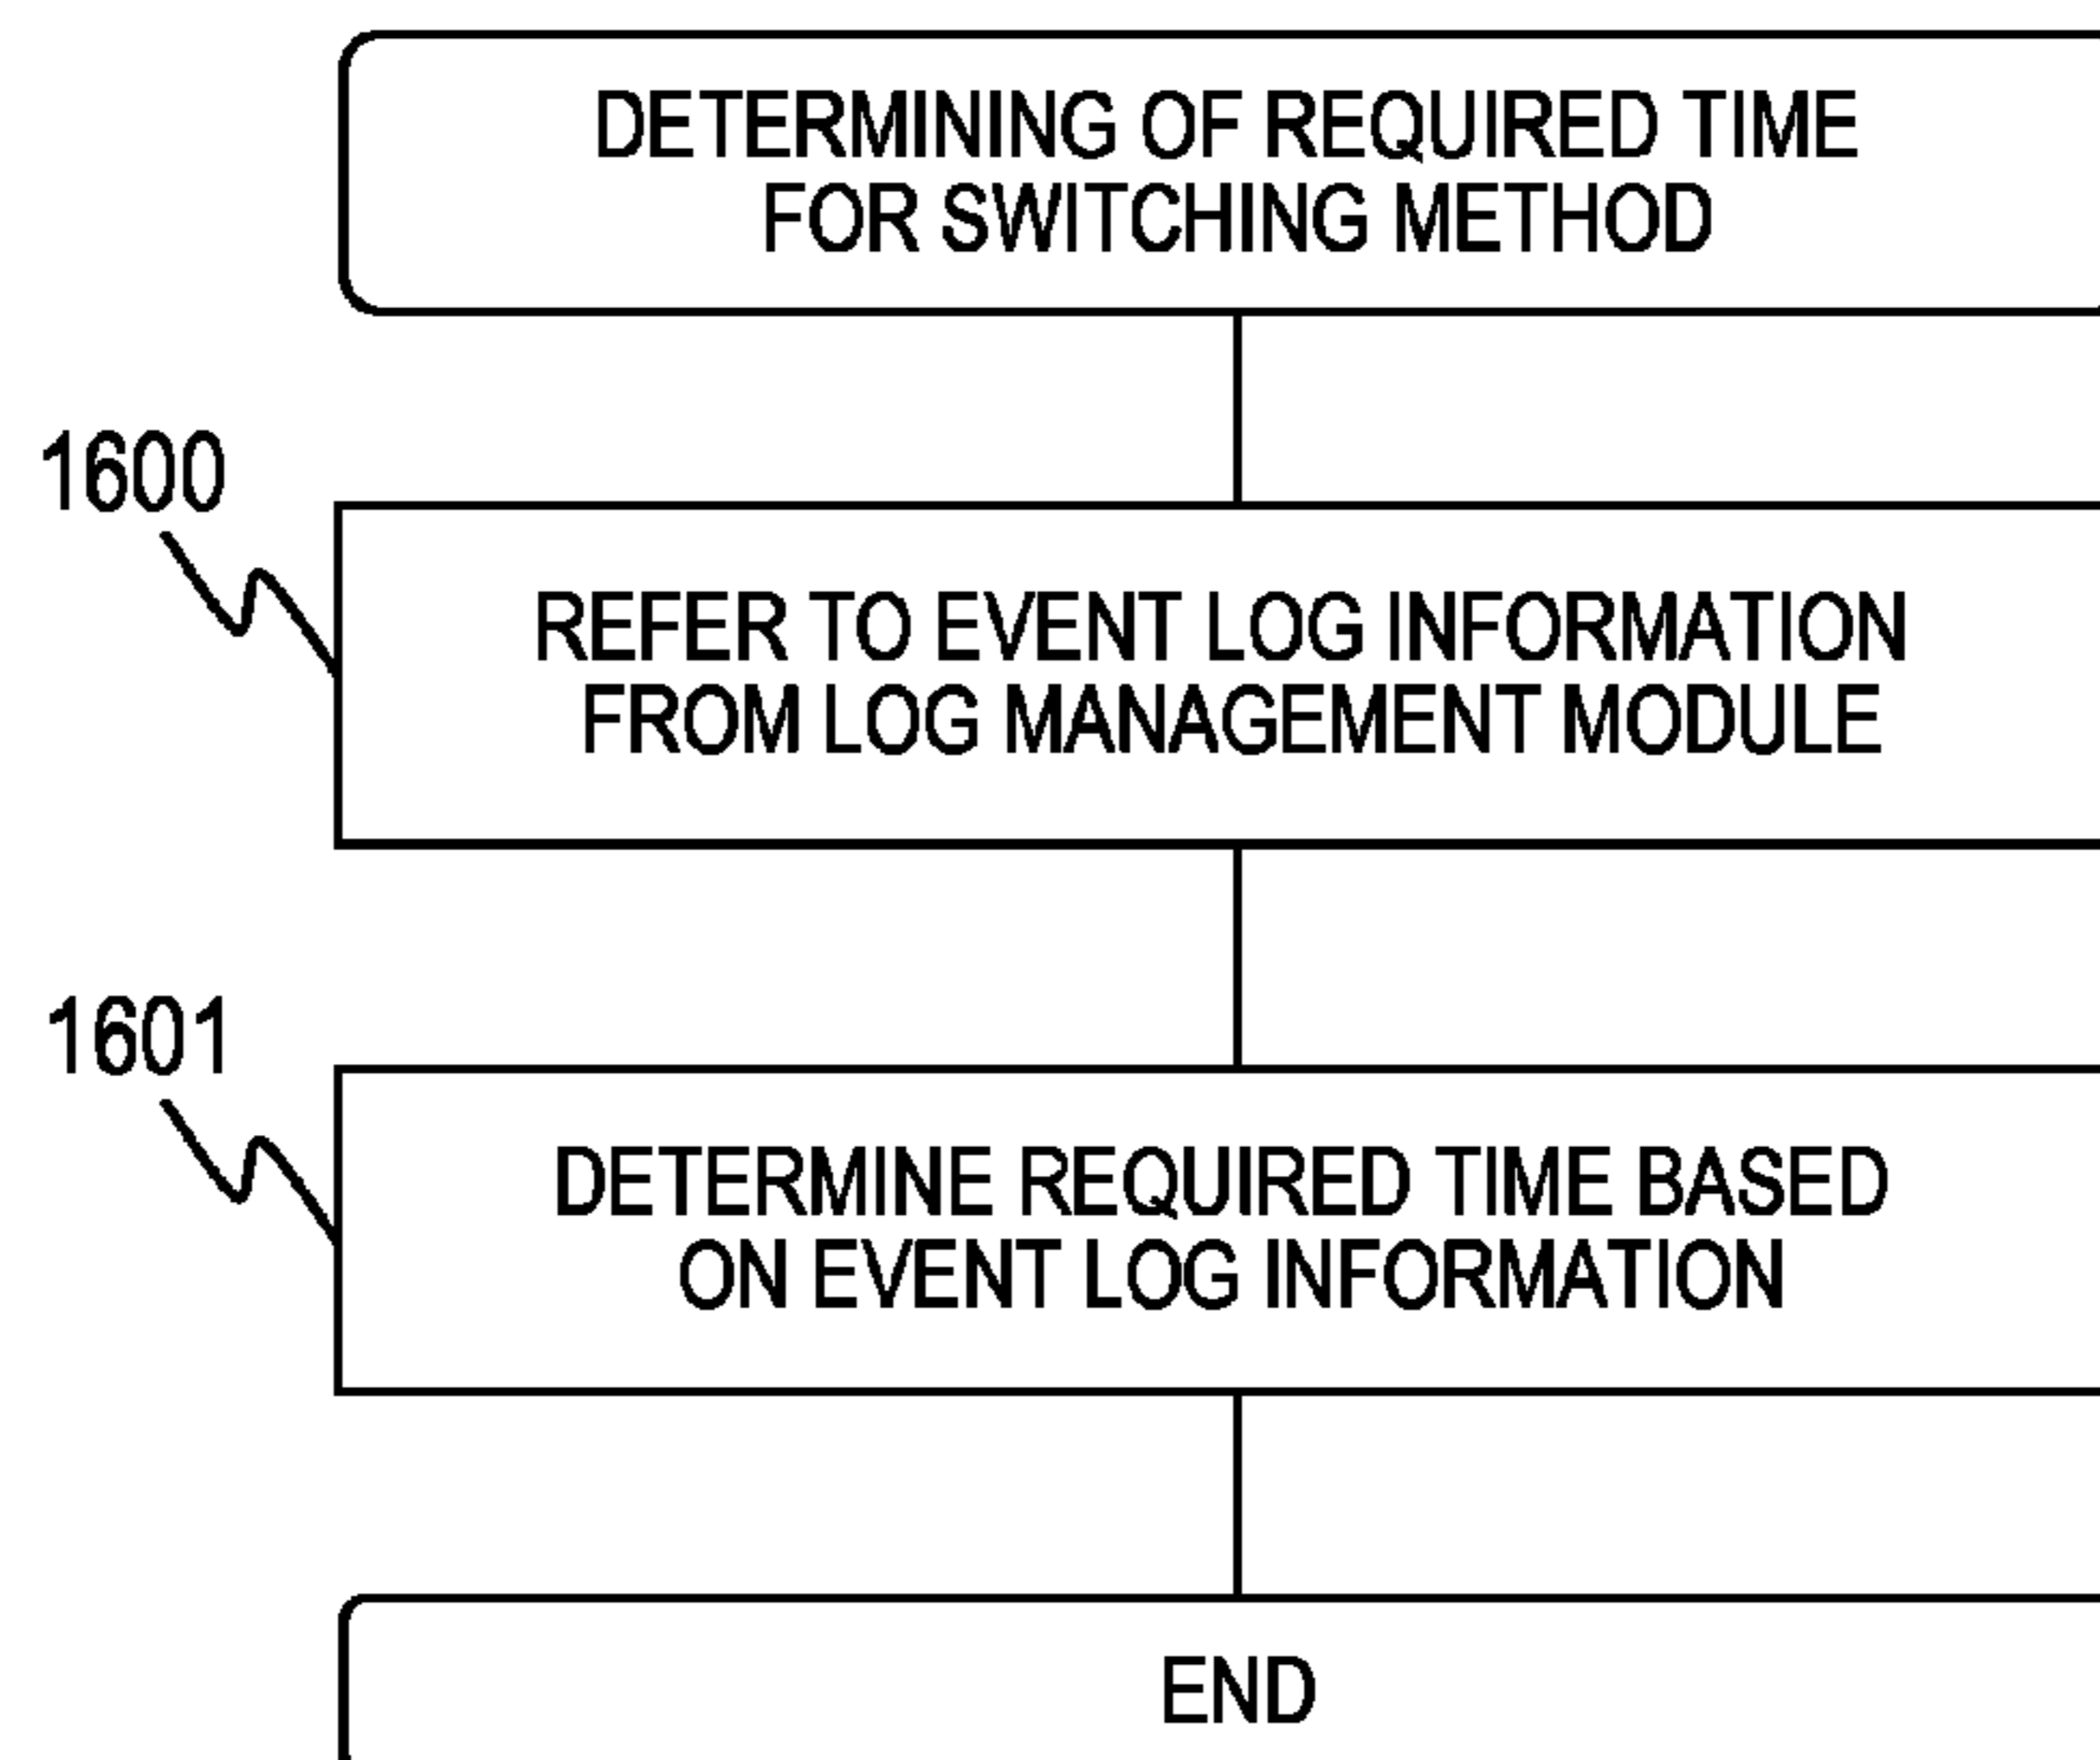 DETERMINING OF REQUIRED TIME
FOR SWITCHING METHOD
1600
REFER TO EVENT LOG INFORMATION
FROM LOG MANAGEMENT MODULE
1601
DETERMINE REQUIRED TIME BASED
ON EVENT LOG INFORMATION
END